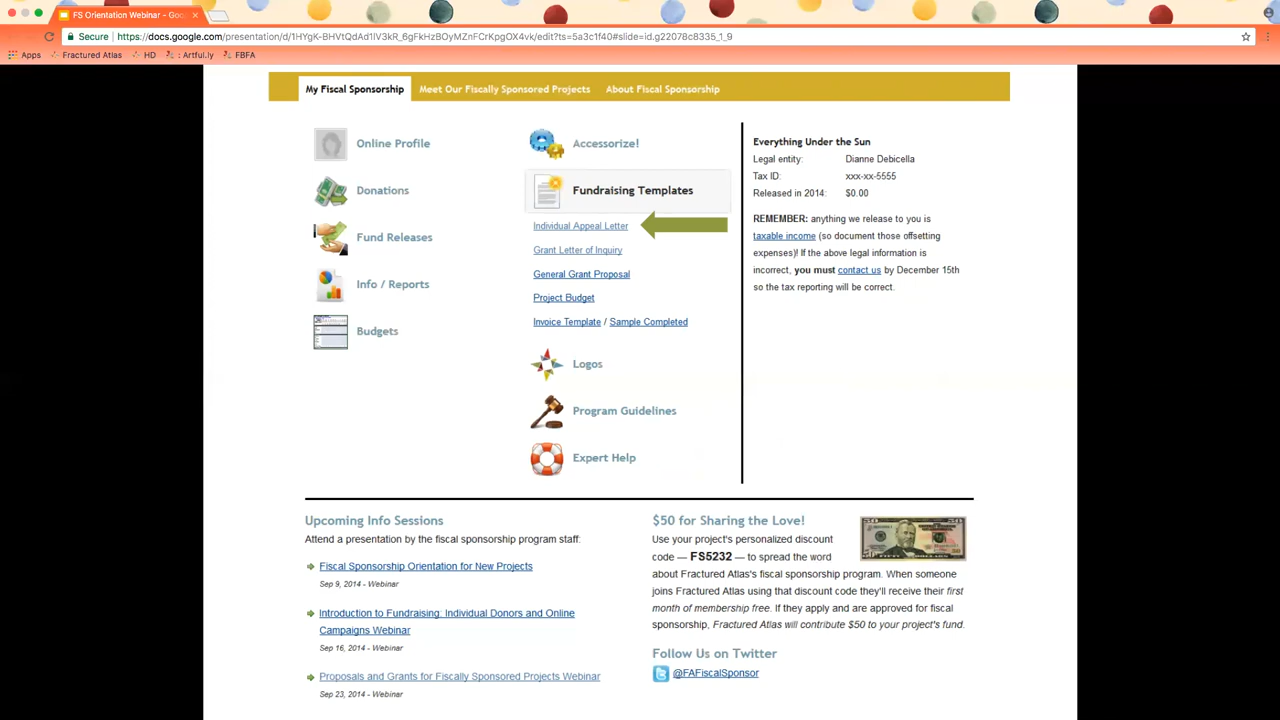 FS Orientation Webinar - Goo
Secure
https://docs.google.com/presentation/d/1HYgK-BHVtQdAd1lV3kR_6gFkHzBOyMZnFCrKpgOX4vk/edit?ts=5a3c1f40#slide=id.g22078c8335_1_9
Apps Fractured Atlas HD : Artful.ly FBFA
My Fiscal Sponsorship Meet Our Fiscally Sponsored Projects About Fiscal Sponsorship
Online Profile
Donations
Fund Releases
Info / Reports
Budgets
Accessorize!
Fundraising Templates
Individual Appeal Letter
Grant Letter of Inquiry
General Grant Proposal
Project Budget
Invoice Template / Sample Completed
Logos
Program Guidelines
Expert Help
Everything Under the Sun
Legal entity: Dianne Debicella
Tax ID: xxx-xx-5555
Released in 2014: $0.00
REMEMBER: anything we release to you is
taxable income (so document those offsetting
expenses)! If the above legal information is
incorrect, you must contact us by December 15th
so the tax reporting will be correct.
Upcoming Info Sessions
Attend a presentation by the fiscal sponsorship program staff:
Fiscal Sponsorship Orientation for New Projects
Sep 9, 2014 - Webinar
Introduction to Fundraising: Individual Donors and Online
Campaigns Webinar
Sep 16, 2014 - Webinar
Proposals and Grants for Fiscally Sponsored Projects Webinar
Sep 23, 2014 - Webinar
$50 for Sharing the Love!
Use your project's personalized discount
code — FS5232 — to spread the word
about Fractured Atlas's fiscal sponsorship program. When someone
joins Fractured Atlas using that discount code they'll receive their first
month of membership free. If they apply and are approved for fiscal
sponsorship, Fractured Atlas will contribute $50 to your project's fund.
Follow Us on Twitter
@FAFiscalSponsor